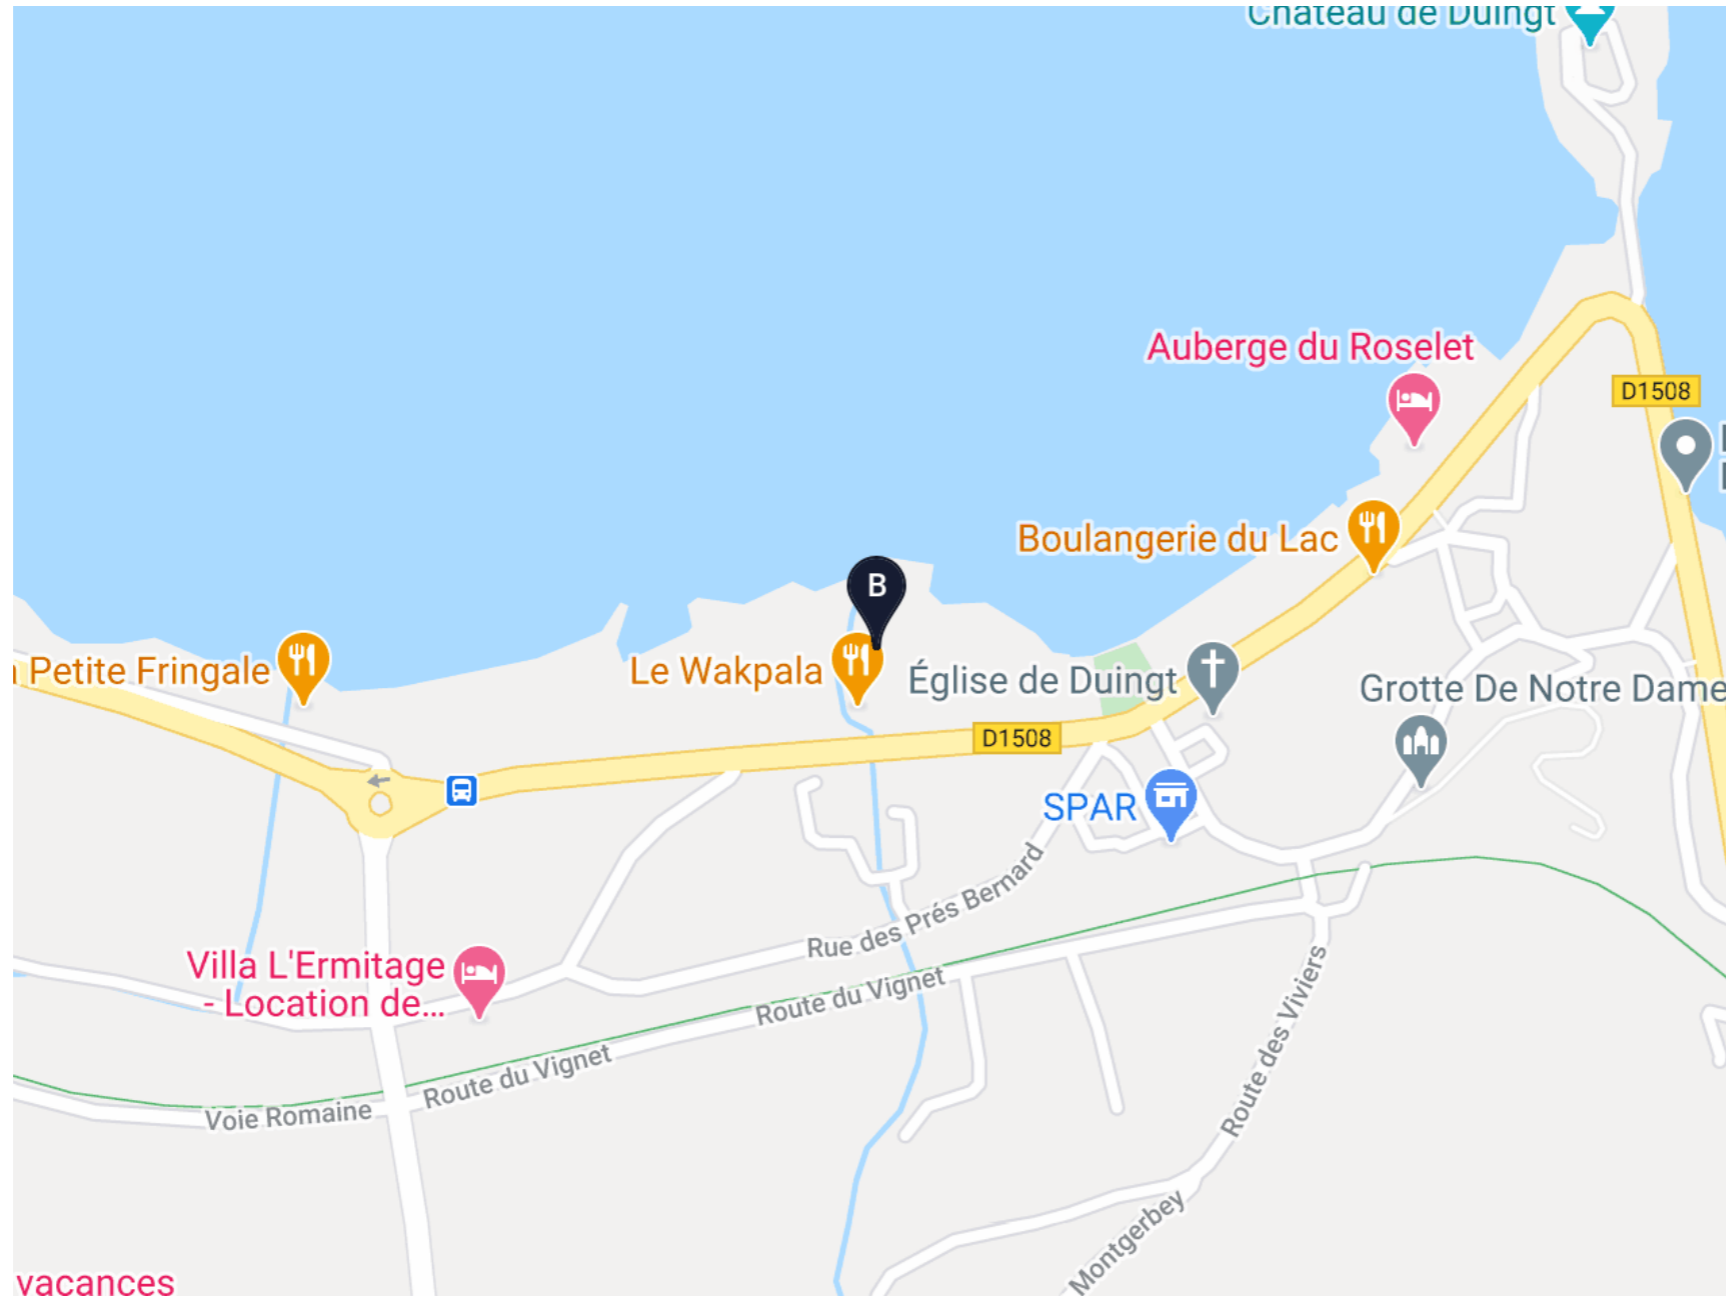 Château de Duingt
Auberge du Roselet
D1508
Boulangerie du Lac
B
Petite Fringale
Le Wakpala
Église de Duingt
Grotte De Notre Dame
D1508
SPAR
Rue des Prés Bernard
Villa L'Ermitage
- Location de...
Route du Vignet
Route du Vignet
Voie Romaine
Route des Viviers
Montgerbey
vacances